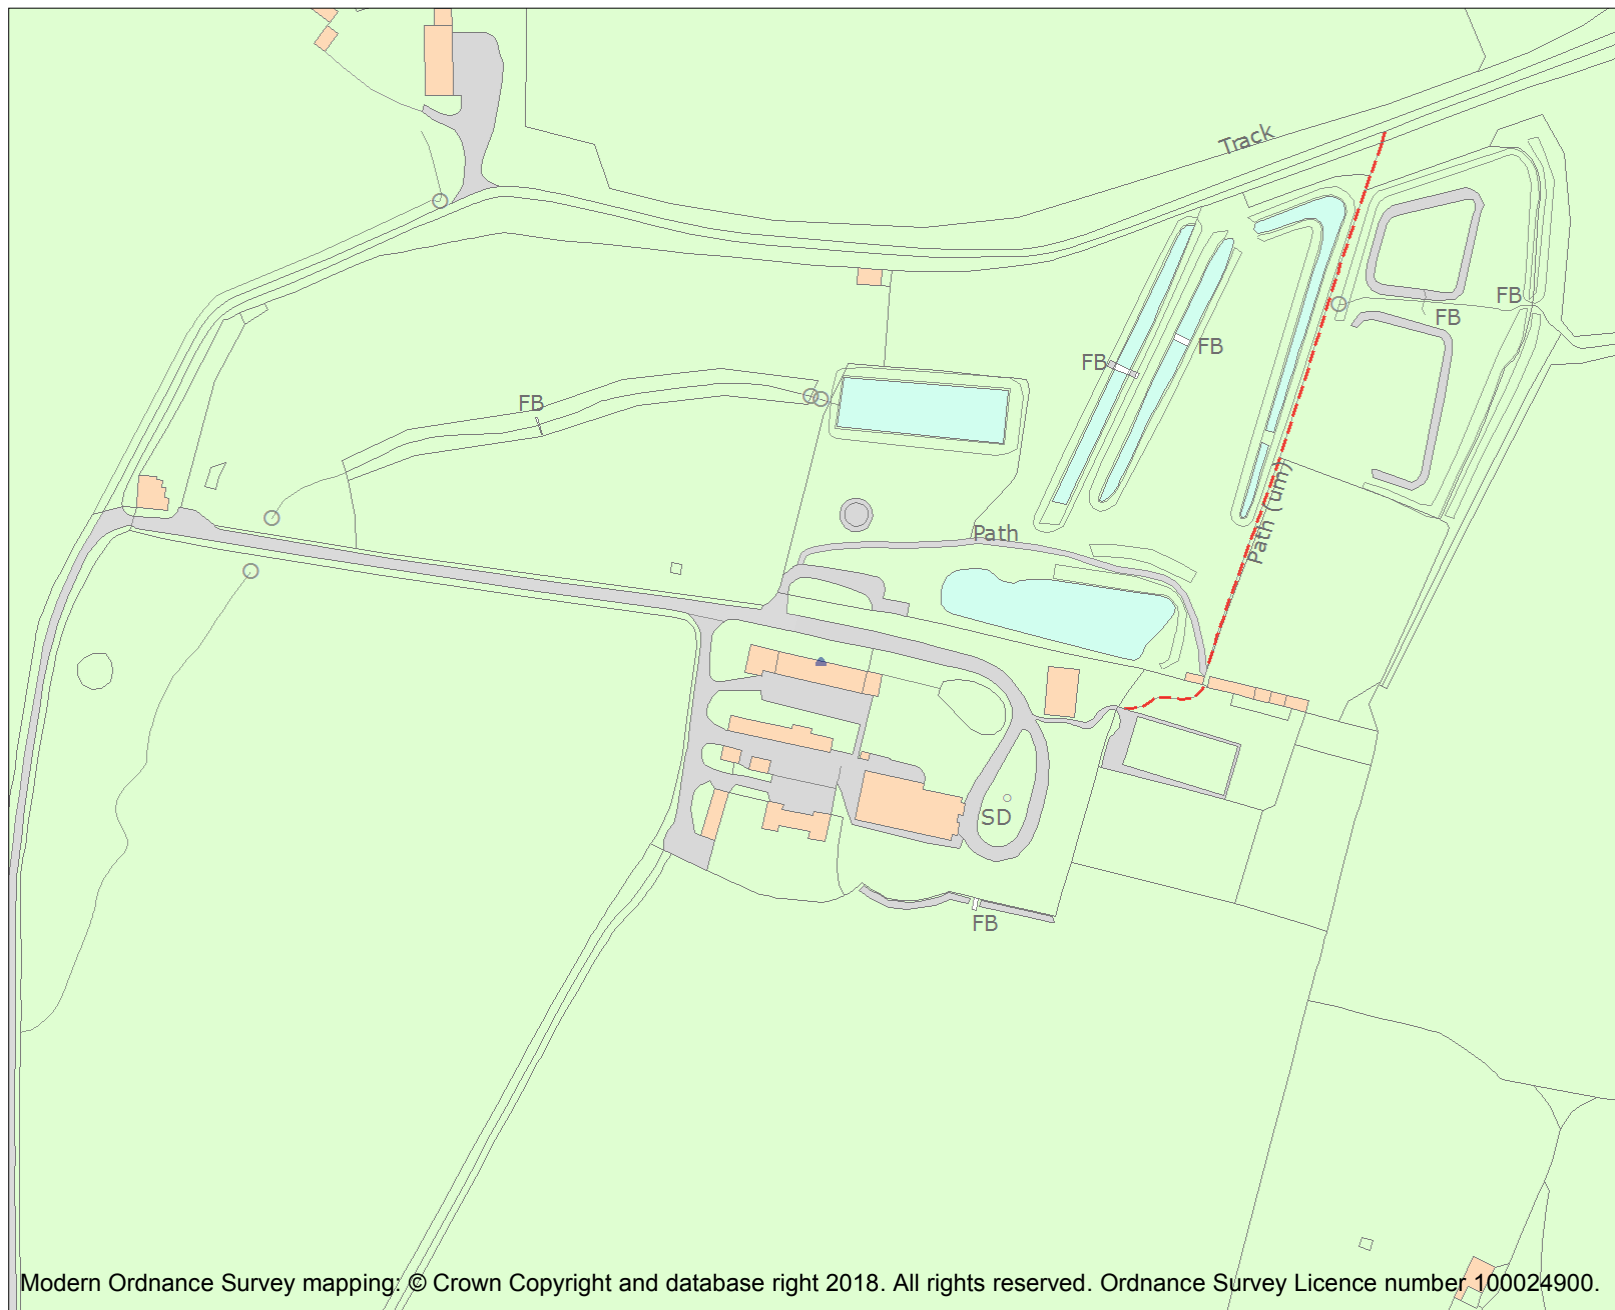 Track
FB
FB
FB
FB
FB
Path (um)
Path
SD
FB
Modern Ordnance Survey mapping: © Crown Copyright and database right 2018. All rights reserved. Ordnance Survey Licence number 100024900.